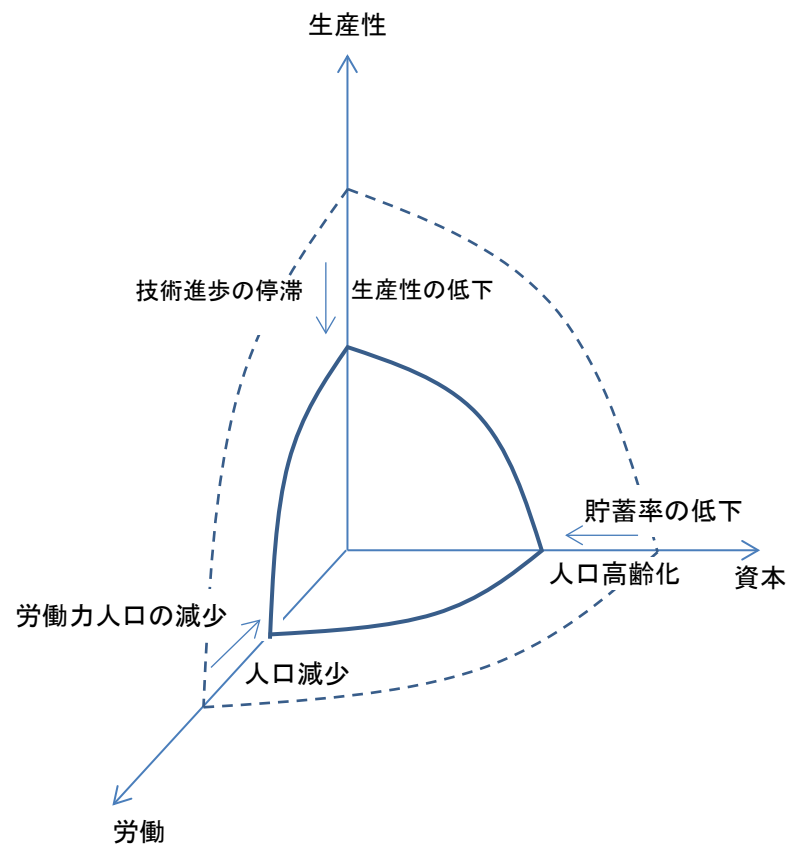 生産性
技術進歩の停滞
生産性の低下
貯蓄率の低下
人口高齢化
資本
労働力人口の減少
人口減少
労働